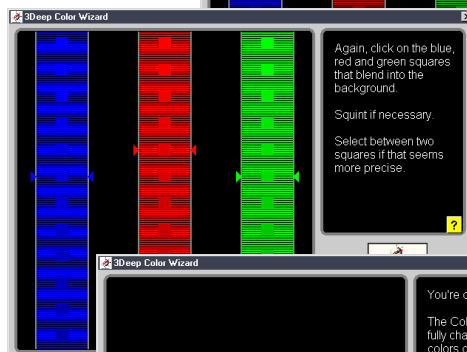 3Deep Color Wizard
Again, click on the blue,
red and green squares
that blend into the
background.
Squint if necessary.
Select between two
squares if that seems
more precise.
?
3Deep Color Wizard
You're
The Col
fully cha
colors